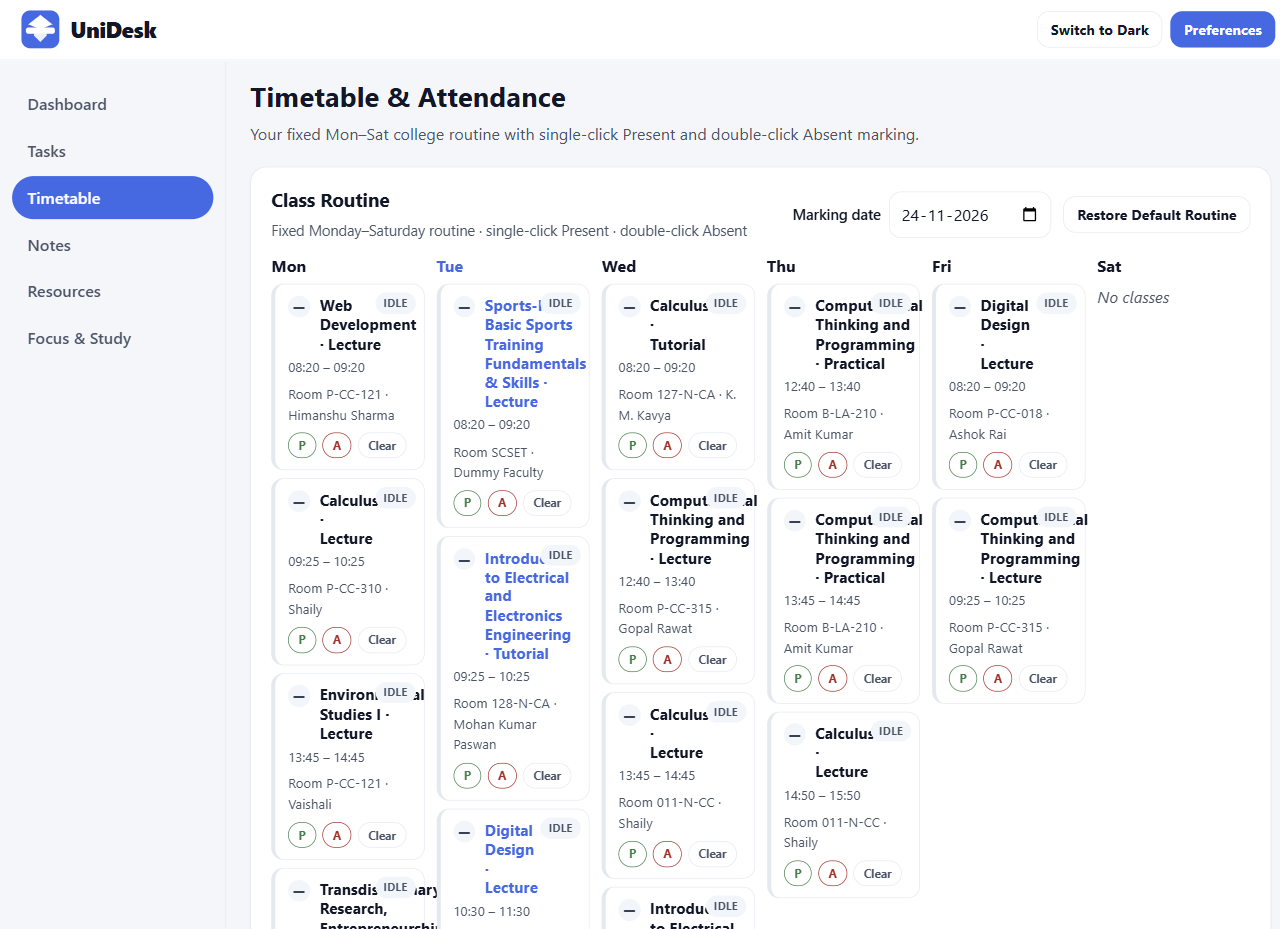 UniDesk
Switch to Dark
Preferences
Dashboard
Tasks
Timetable
Notes
Resources
Focus & Study
Timetable & Attendance
Your fixed Mon–Sat college routine with single-click Present and double-click Absent marking.
Class Routine
Fixed Monday–Saturday routine · single-click Present · double-click Absent
Marking date
24-11-2026
Restore Default Routine
Mon
–
Web
IDLE
Development
· Lecture
08:20 – 09:20
Room P-CC-121 ·
Himanshu Sharma
P A Clear
–
Calculus
IDLE
·
Lecture
09:25 – 10:25
Room P-CC-310 ·
Shaily
P A Clear
–
IDLE
Studies I ·
Lecture
13:45 – 14:45
Room P-CC-121 ·
Vaishali
P A Clear
–
IDLE
Research,
Tue
–
IDLE
Basic Sports
Training
Fundamentals
& Skills ·
Lecture
08:20 – 09:20
Room SCSET ·
Dummy Faculty
P A Clear
–
IDLE
to Electrical
and
Electronics
Engineering
· Tutorial
09:25 – 10:25
Room 128-N-CA ·
Mohan Kumar
Paswan
P A Clear
–
Digital
IDLE
Design
·
Lecture
10:30 – 11:30
Wed
–
Calculus
IDLE
·
Tutorial
08:20 – 09:20
Room 127-N-CA · K.
M. Kavya
P A Clear
–
IDLE
Thinking and
Programming
· Lecture
12:40 – 13:40
Room P-CC-315 ·
Gopal Rawat
P A Clear
–
Calculus
IDLE
·
Lecture
13:45 – 14:45
Room 011-N-CC ·
Shaily
P A Clear
–
IDLE
to Electrical
Thu
–
IDLE
Thinking and
Programming
· Practical
12:40 – 13:40
Room B-LA-210 ·
Amit Kumar
P A Clear
–
IDLE
Thinking and
Programming
· Practical
13:45 – 14:45
Room B-LA-210 ·
Amit Kumar
P A Clear
–
Calculus
IDLE
·
Lecture
14:50 – 15:50
Room 011-N-CC ·
Shaily
P A Clear
Fri
–
Digital
IDLE
Design
·
Lecture
08:20 – 09:20
Room P-CC-018 ·
Ashok Rai
P A Clear
–
IDLE
Thinking and
Programming
· Lecture
09:25 – 10:25
Room P-CC-315 ·
Gopal Rawat
P A Clear
Sat
No classes